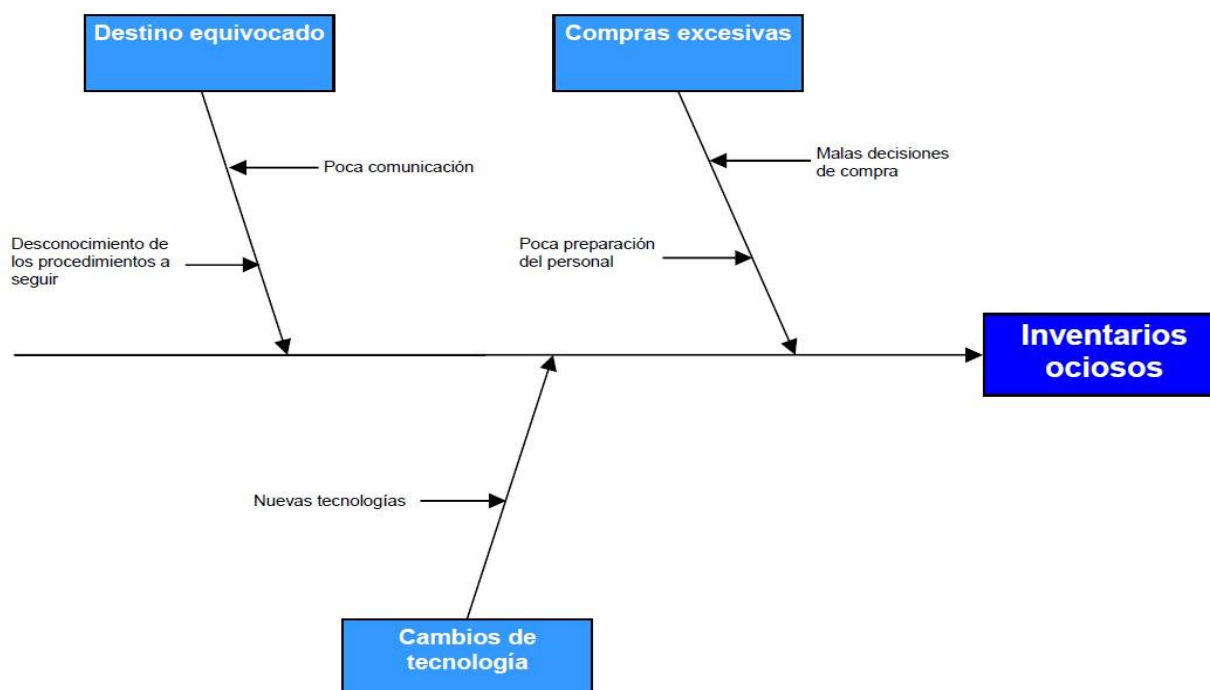 Destino equivocado
Compras excesivas
Poca comunicación
Malas decisiones
de compra
Desconocimiento de
los procedimientos a
seguir
Poca preparación
del personal
Inventarios
ociosos
Nuevas tecnologías
Cambios de
tecnología